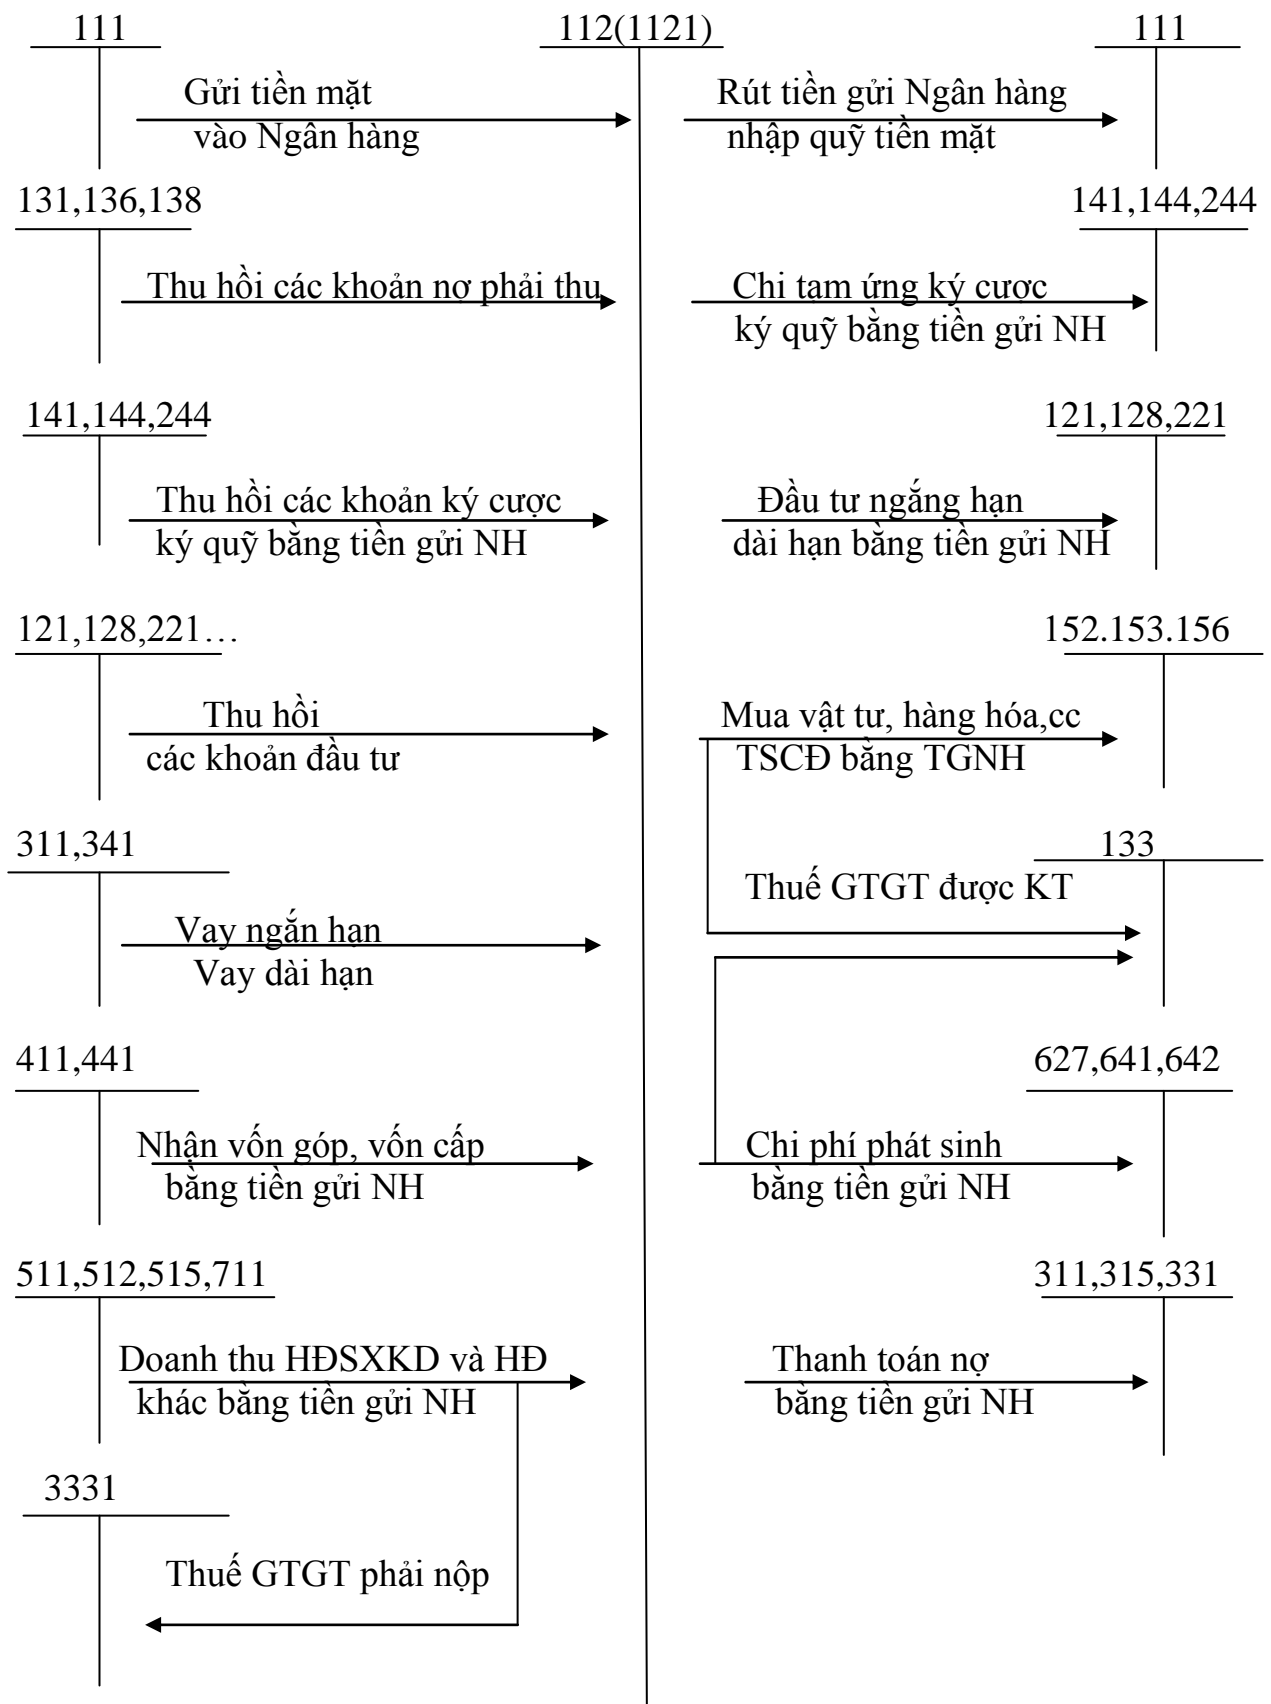 111
112(1121)
111
Gửi tiền mặt
vào Ngân hàng
Rút tiền gửi Ngân hàng
nhập quỹ tiền mặt
131,136,138
141,144,244
Thu hồi các khoản nơ phải thu
Chi tạm ứng ký cược
ký quỹ bằng tiền gửi NH
141,144,244
121,128,221
Thu hồi các khoản ký cược
ký quỹ bằng tiền gửi NH
Đầu tư ngắng hạn
dài hạn bằng tiền gửi NH
121,128,221…
152.153.156
Thu hồi
các khoản đầu tư
Mua vật tư, hàng hóa,cc
TSCĐ bằng TGNH
311,341
133
Thuế GTGT được KT
Vay ngắn hạn
Vay dài hạn
411,441
627,641,642
Nhận vốn góp, vốn cấp
bằng tiền gửi NH
Chi phí phát sinh
bằng tiền gửi NH
511,512,515,711
311,315,331
Doanh thu HĐSXKD và HĐ
khác bằng tiền gửi NH
Thanh toán nợ
bằng tiền gửi NH
3331
Thuế GTGT phải nộp